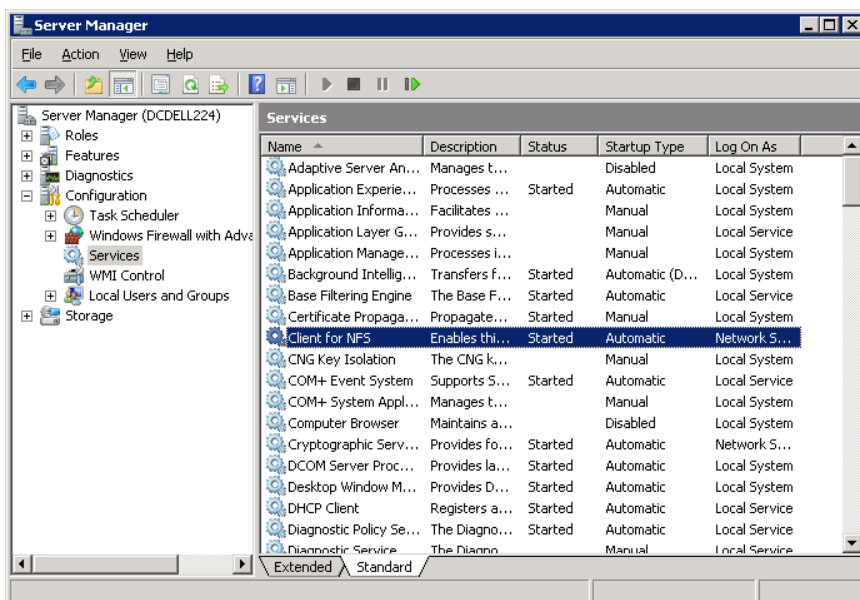 Server Manager
File Action View Help
Server Manager (DCDELL224)
Roles
Features
Diagnostics
Configuration
Task Scheduler
Windows Firewall with Adva
Services
WMI Control
Local Users and Groups
Storage
Services
Name Description Status Startup Type Log On As
Adaptive Server An... Manages t... Disabled Local System
Application Experie... Processes ... Started Automatic Local System
Application Informa... Facilitates ... Manual Local System
Application Layer G... Provides s... Manual Local Service
Application Manage... Processes i... Manual Local System
Background Intellig... Transfers f... Started Automatic (D... Local System
Base Filtering Engine The Base F... Started Automatic Local Service
Certificate Propaga... Propagate... Started Manual Local System
Client for NFS Enables thi... Started Automatic Network S...
CNG Key Isolation The CNG k... Manual Local System
COM+ Event System Supports S... Started Automatic Local Service
COM+ System Appl... Manages t... Manual Local System
Computer Browser Maintains a... Disabled Local System
Cryptographic Serv... Provides fo... Started Automatic Network S...
DCOM Server Proc... Provides la... Started Automatic Local System
Desktop Window M... Provides D... Started Automatic Local System
DHCP Client Registers a... Started Automatic Local Service
Diagnostic Policy Se... The Diagno... Started Automatic Local Service
Diagnostic Service The Diagno Manual Local Service
Extended Standard